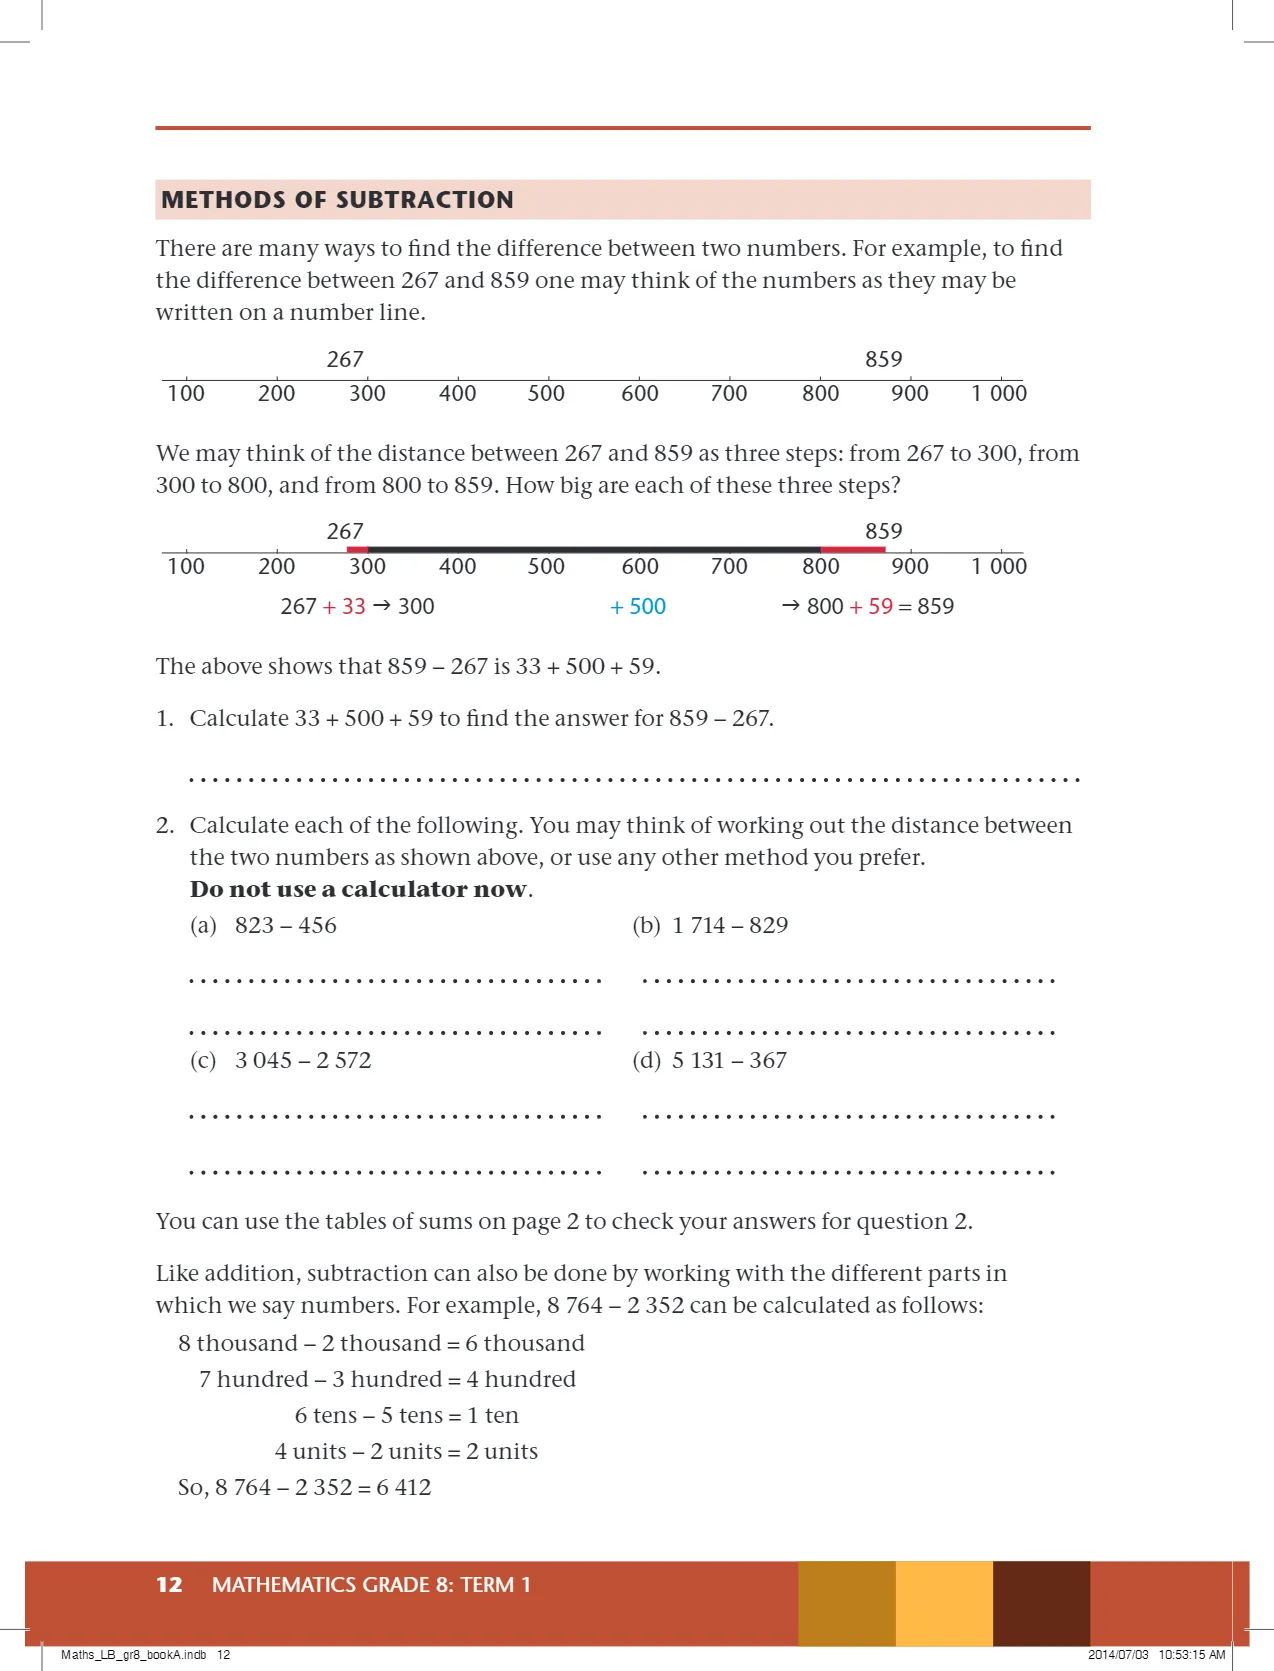 METHODS OF SUBTRACTION
There are many ways to find the difference between two numbers. For example, to find
the difference between 267 and 859 one may think of the numbers as they may be
written on a number line.
267 859
100 200 300 400 500 600 700 800 900 1 000
We may think of the distance between 267 and 859 as three steps: from 267 to 300, from
300 to 800, and from 800 to 859. How big are each of these three steps?
267 859
100 200 300 400 500 600 700 800 900 1 000
267 + 33 → 300 + 500 → 800 + 59 = 859
The above shows that 859 – 267 is 33 + 500 + 59.
1. Calculate 33 + 500 + 59 to find the answer for 859 – 267.
2. Calculate each of the following. You may think of working out the distance between
the two numbers as shown above, or use any other method you prefer.
Do not use a calculator now.
(a) 823 – 456 (b) 1 714 – 829
(c) 3 045 – 2 572 (d) 5 131 – 367
You can use the tables of sums on page 2 to check your answers for question 2.
Like addition, subtraction can also be done by working with the different parts in
which we say numbers. For example, 8 764 – 2 352 can be calculated as follows:
8 thousand – 2 thousand = 6 thousand
7 hundred – 3 hundred = 4 hundred
6 tens – 5 tens = 1 ten
4 units – 2 units = 2 units
So, 8 764 – 2 352 = 6 412
12 MATHEMATICS GRADE 8: TERM 1
Maths_LB_gr8_bookA.indb 12 2014/07/03 10:53:15 AM